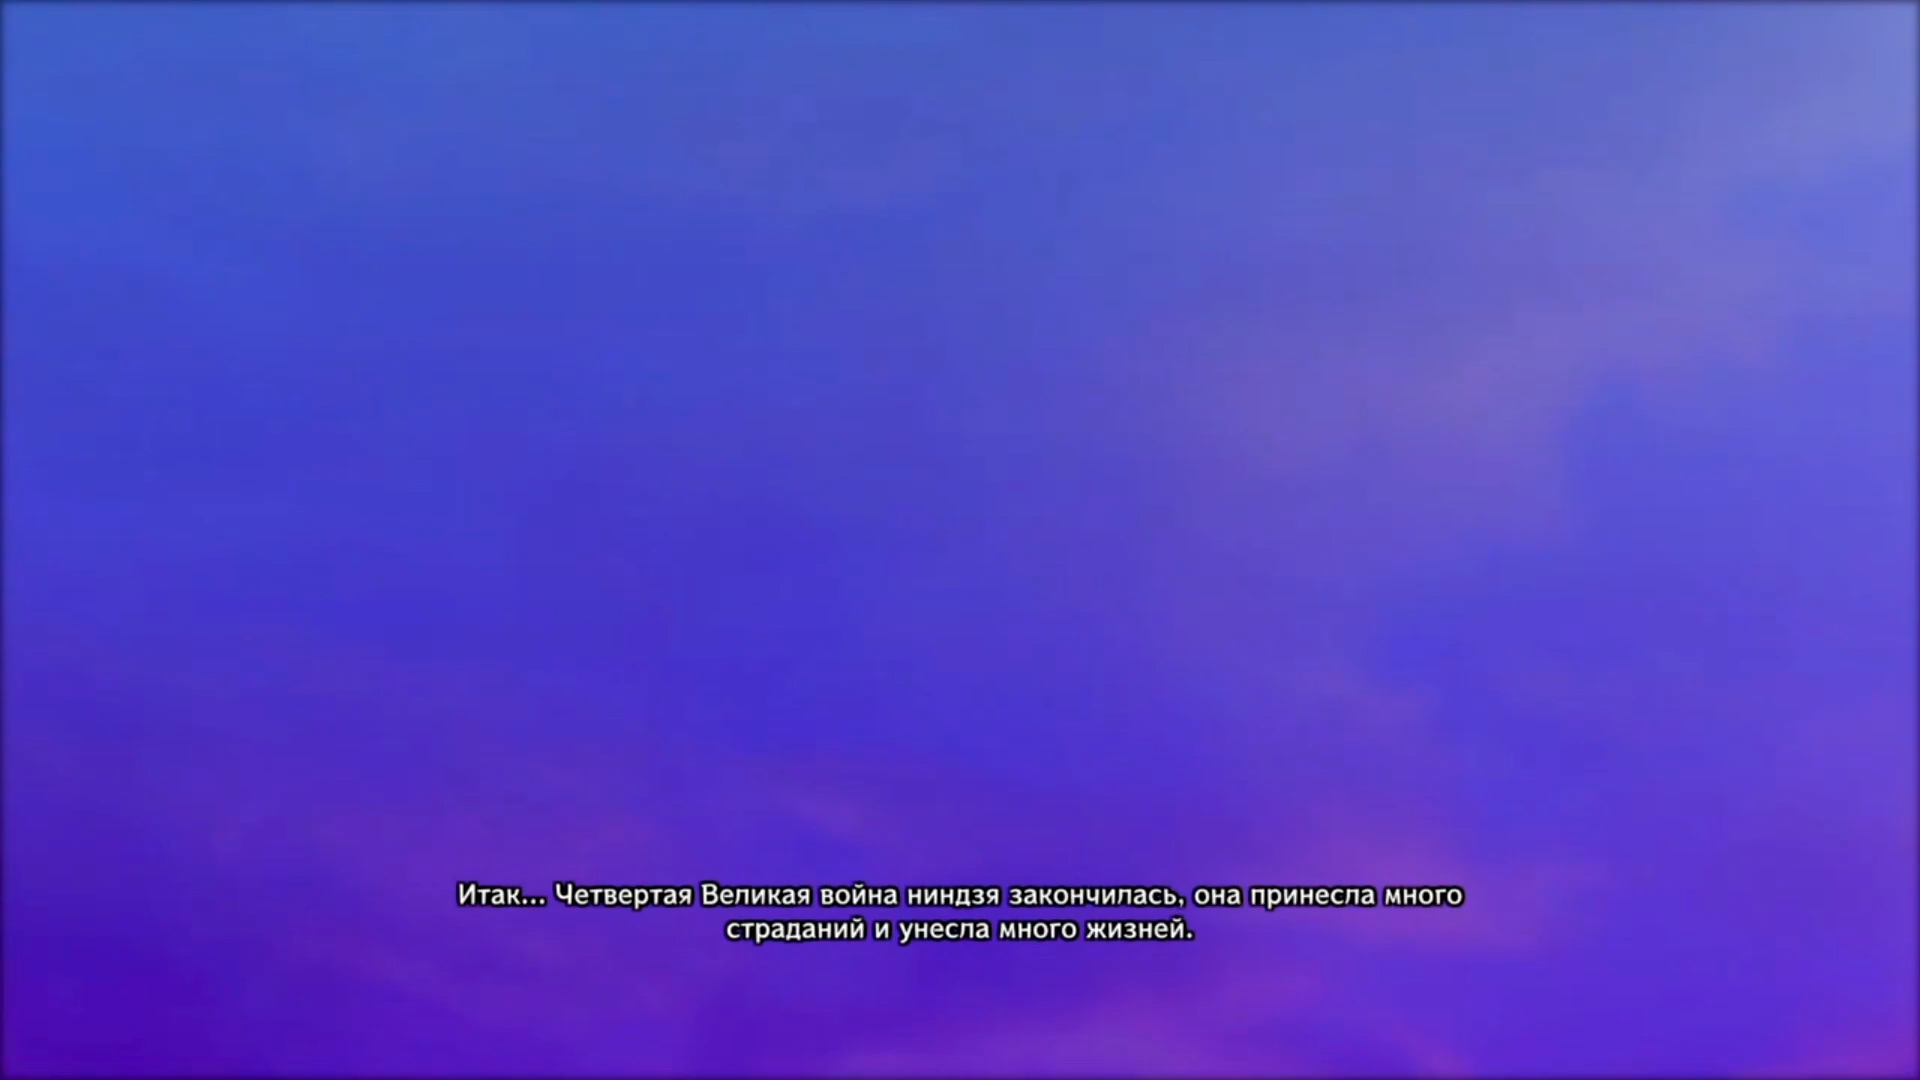 Итак... Четвертая Великая война ниндзя закончилась, она принесла много
страданий и унесла много жизней.